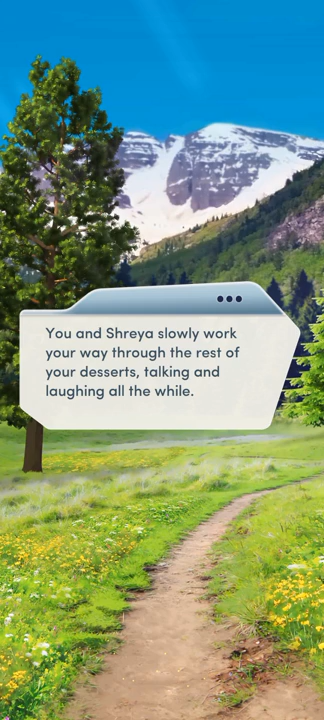 You and Shreya slowly work
your way through the rest of
your desserts, talking and
laughing all the while.